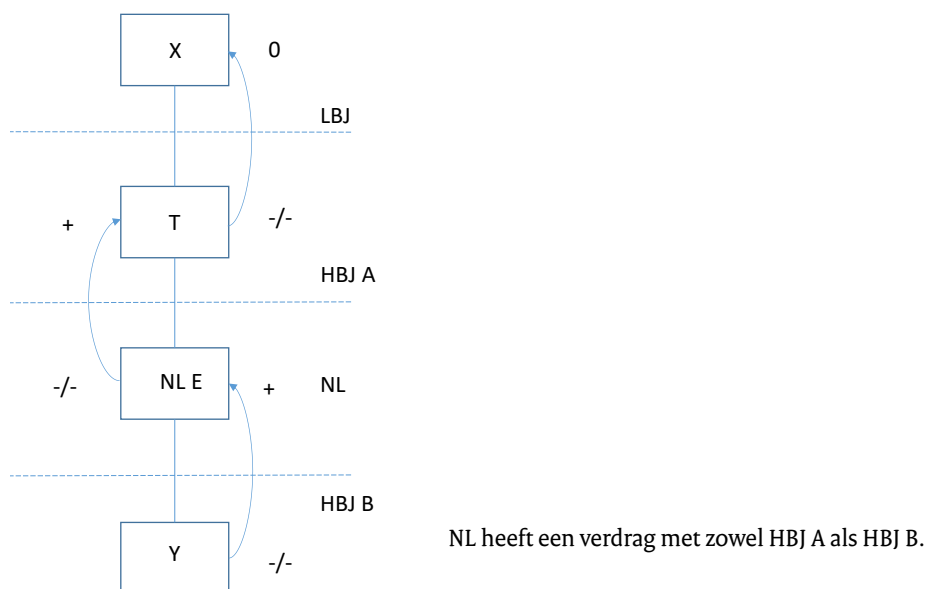 X 0
LBJ
+ T -/-
HBJ A
-/- NL E + NL
HBJ B
NL heeft een verdrag met zowel HBJ A als HBJ B.
Y -/-